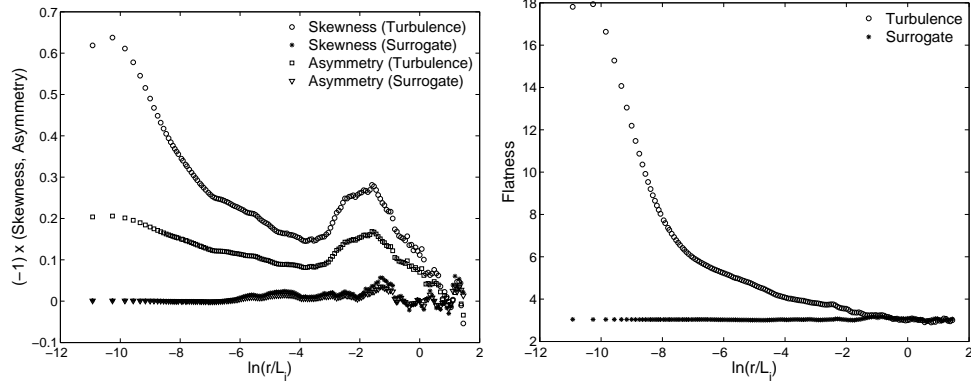 0.7
0.6
0.5
0.4
0.3
0.2
0.1
0
−0.1
(−1) x (Skewness, Asymmetry)
Skewness (Turbulence)
Skewness (Surrogate)
Asymmetry (Turbulence)
Asymmetry (Surrogate)
−12 −10 −8 −6 −4 −2 0 2
ln(r/L_i)
18
16
14
12
10
8
6
4
2
Flatness
Turbulence
Surrogate
−12 −10 −8 −6 −4 −2 0 2
ln(r/L_i)